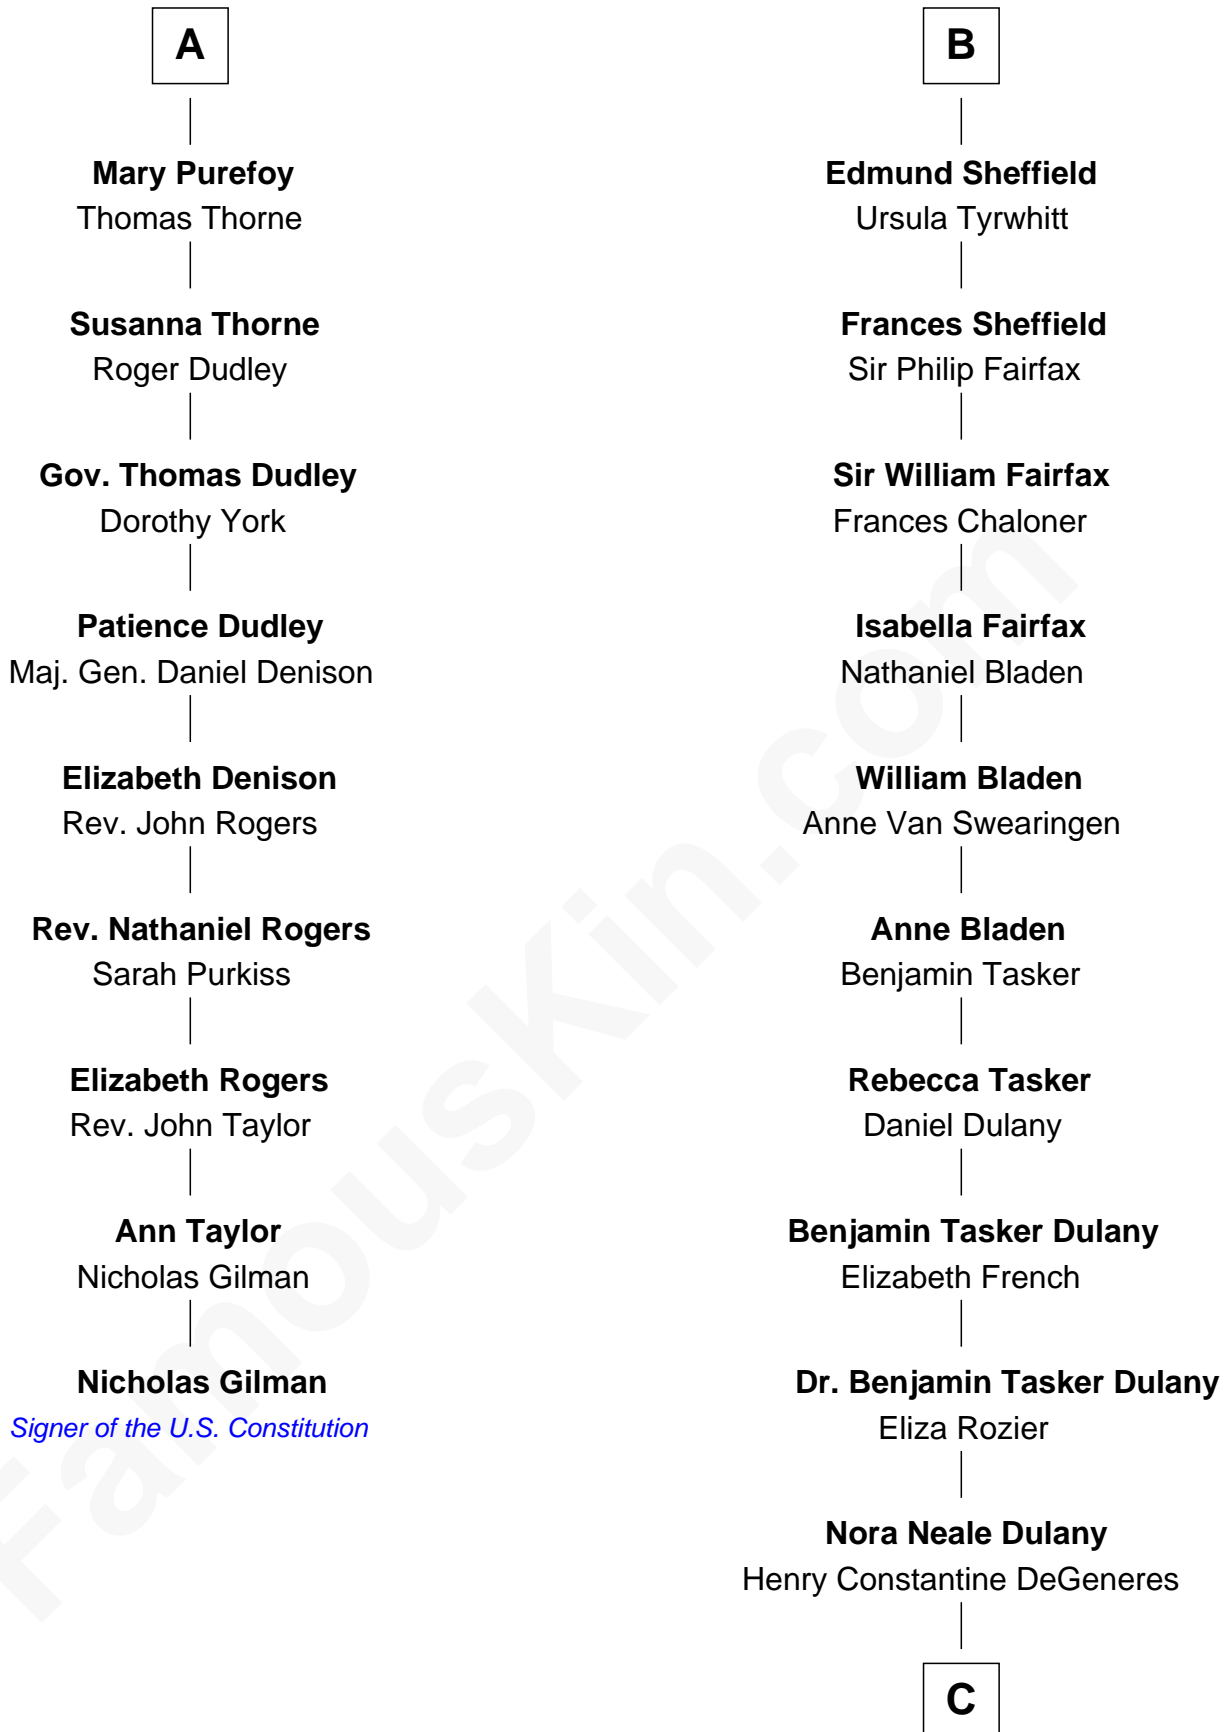 A
Mary Purefoy
Thomas Thorne
Susanna Thorne
Roger Dudley
Gov. Thomas Dudley
Dorothy York
Patience Dudley
Maj. Gen. Daniel Denison
Elizabeth Denison
Rev. John Rogers
Rev. Nathaniel Rogers
Sarah Purkiss
Elizabeth Rogers
Rev. John Taylor
Ann Taylor
Nicholas Gilman
Nicholas Gilman
Signer of the U.S. Constitution
B
Edmund Sheffield
Ursula Tyrwhitt
Frances Sheffield
Sir Philip Fairfax
Sir William Fairfax
Frances Chaloner
Isabella Fairfax
Nathaniel Bladen
William Bladen
Anne Van Swearingen
Anne Bladen
Benjamin Tasker
Rebecca Tasker
Daniel Dulany
Benjamin Tasker Dulany
Elizabeth French
Dr. Benjamin Tasker Dulany
Eliza Rozier
Nora Neale Dulany
Henry Constantine DeGeneres
C
FamousKin.com